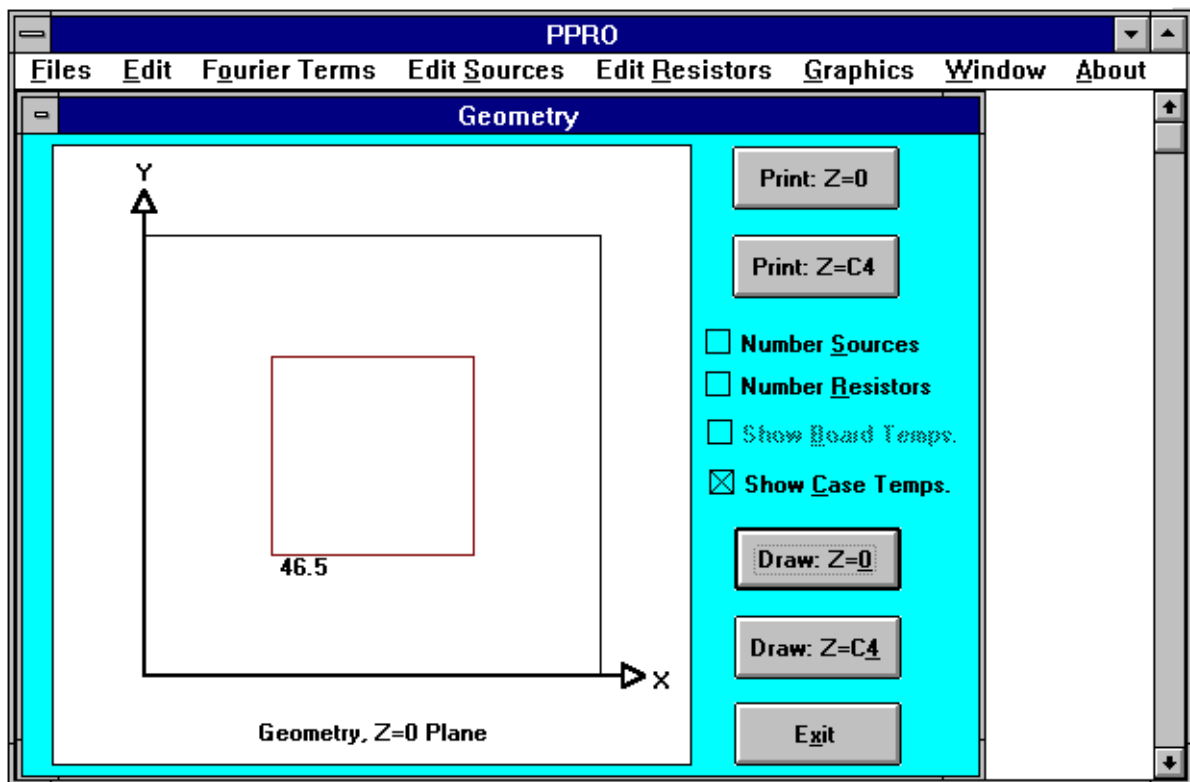 PPRO
Files Edit Fourier Terms Edit Sources Edit Resistors Graphics Window About
Geometry
Y
46.5
X
Geometry, Z=0 Plane
Print: Z=0
Print: Z=C4
Number Sources
Number Resistors
Show Board Temps.
Show Case Temps.
Draw: Z=0
Draw: Z=C4
Exit